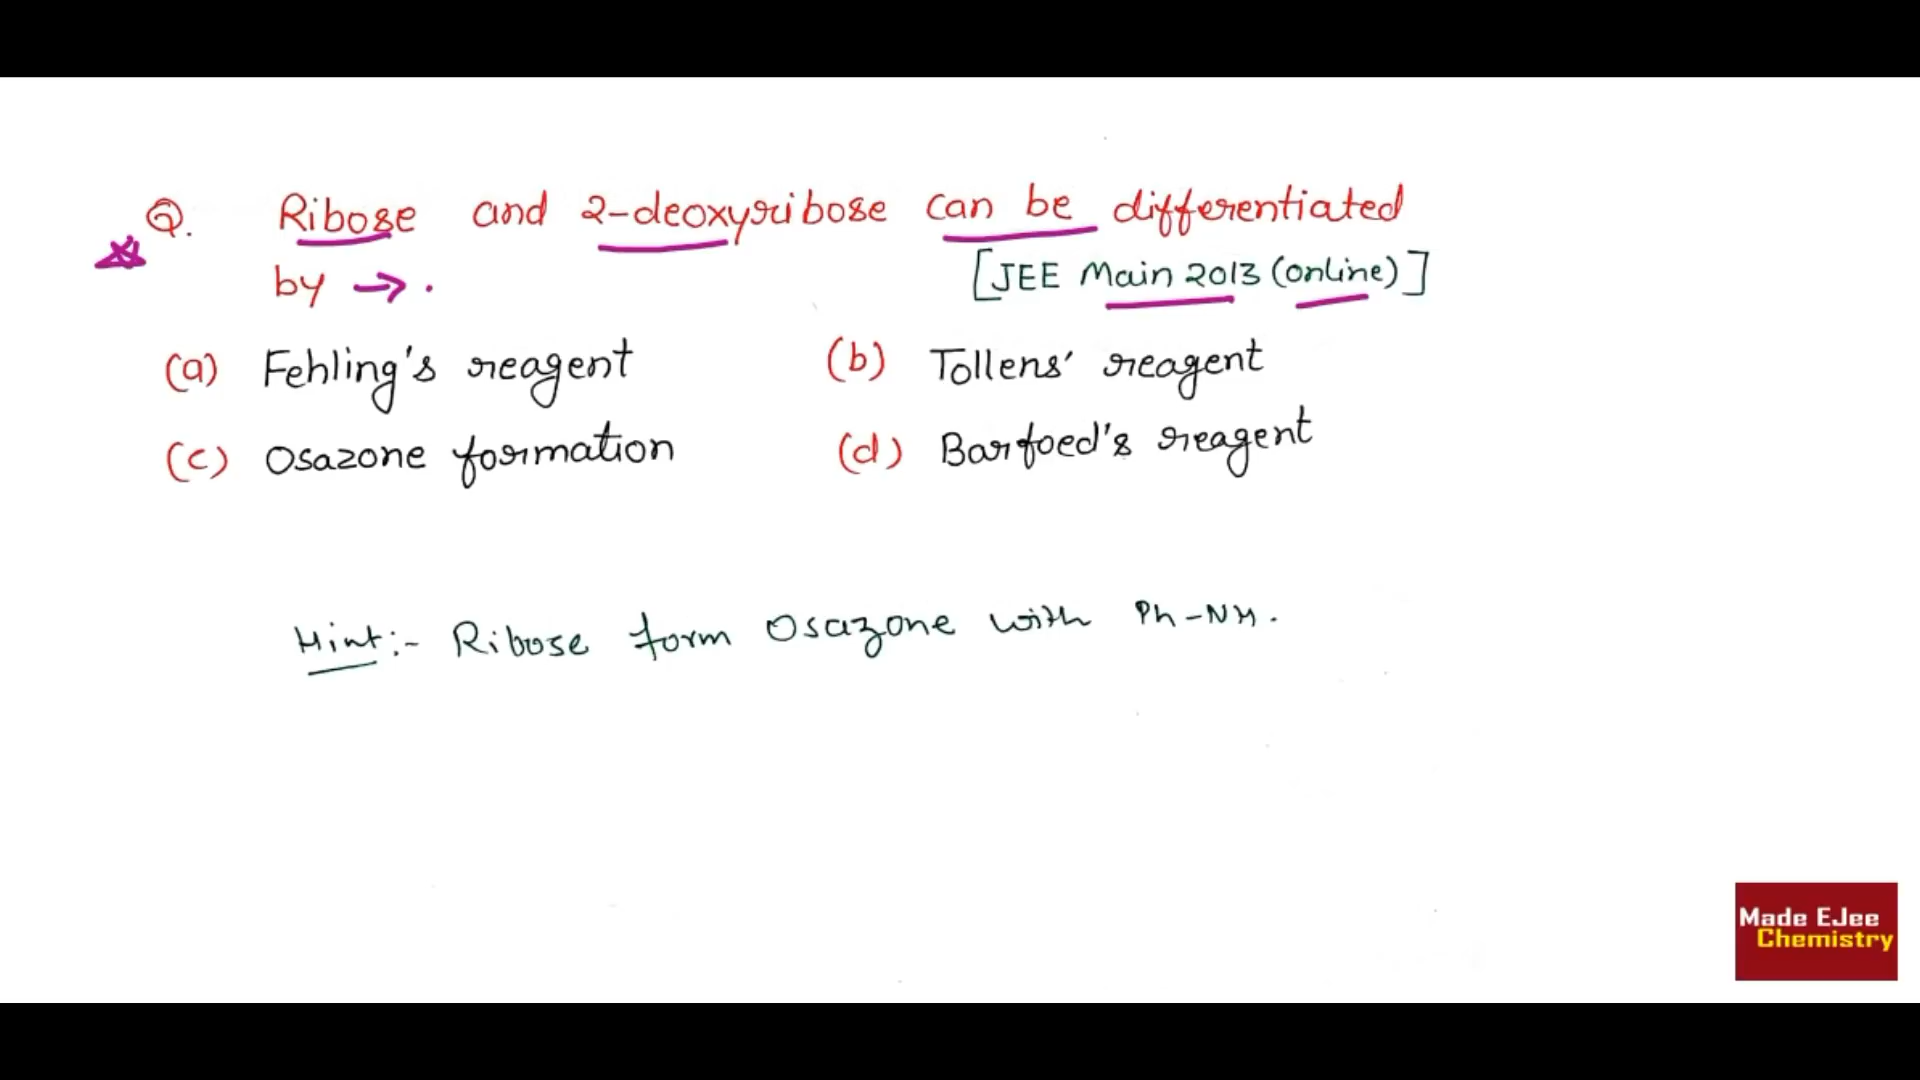 Q. Ribose and 2-deoxyribose can be differentiated
by → .
[JEE Main 2013 (online)]
(a) Fehling's reagent
(b) Tollens' reagent
(c) Osazone formation
(d) Barfoed's reagent
Hint:- Ribose form Osazone with Ph-NH.
Made EJee
Chemistry